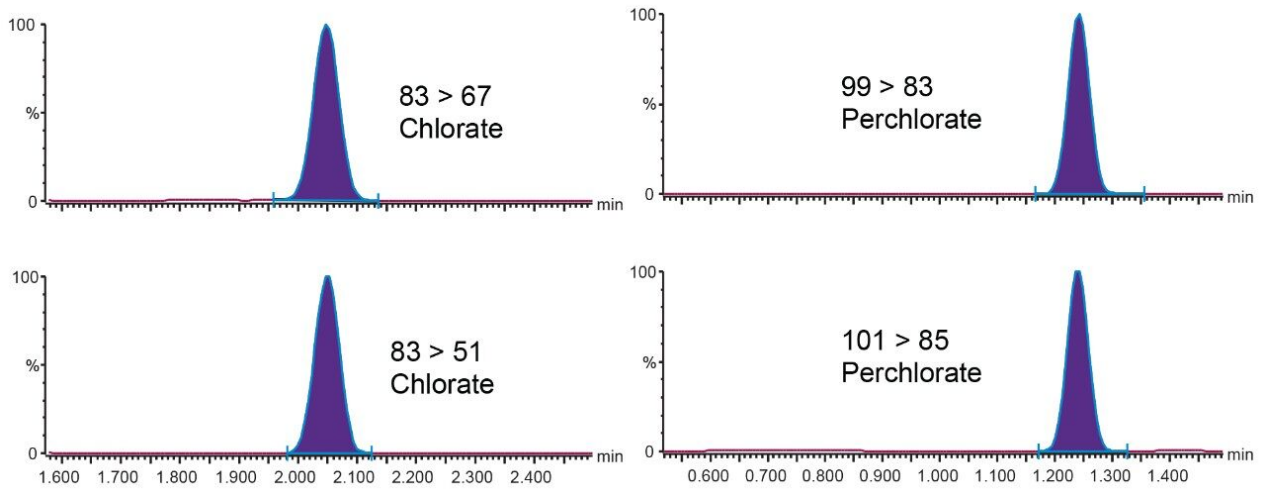 100
%
0
min
83 > 67
Chlorate
100
%
0
min
99 > 83
Perchlorate
100
%
0
min
83 > 51
Chlorate
1.600 1.700 1.800 1.900 2.000 2.100 2.200 2.300 2.400
100
%
0
min
101 > 85
Perchlorate
0.600 0.700 0.800 0.900 1.000 1.100 1.200 1.300 1.400